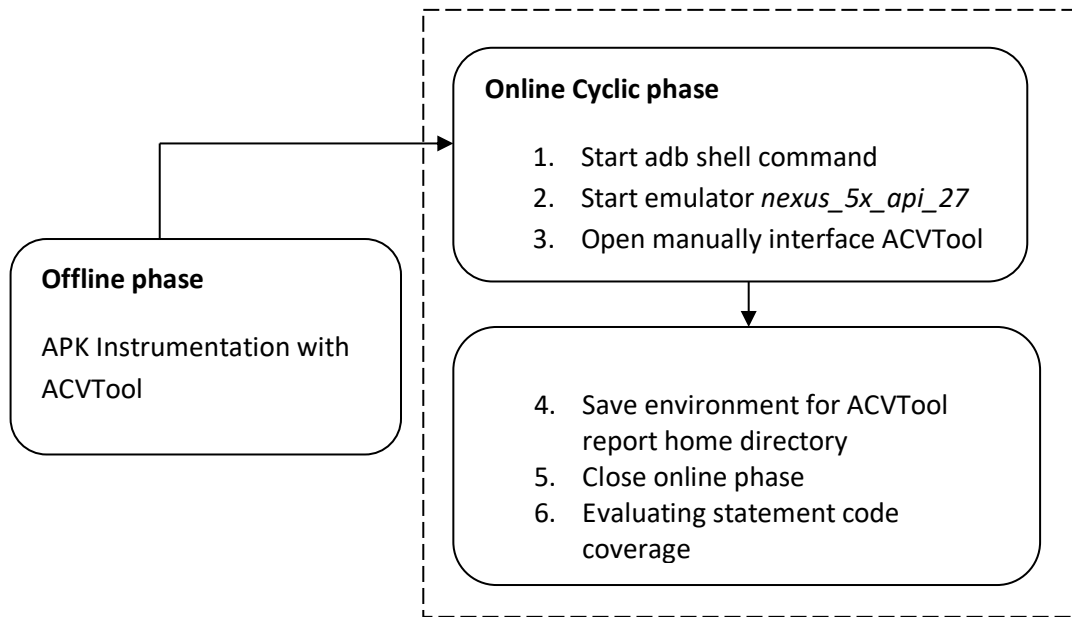 Offline phase
APK Instrumentation with
ACVTool
Online Cyclic phase
1. Start adb shell command
2. Start emulator nexus_5x_api_27
3. Open manually interface ACVTool
4. Save environment for ACVTool
report home directory
5. Close online phase
6. Evaluating statement code
coverage